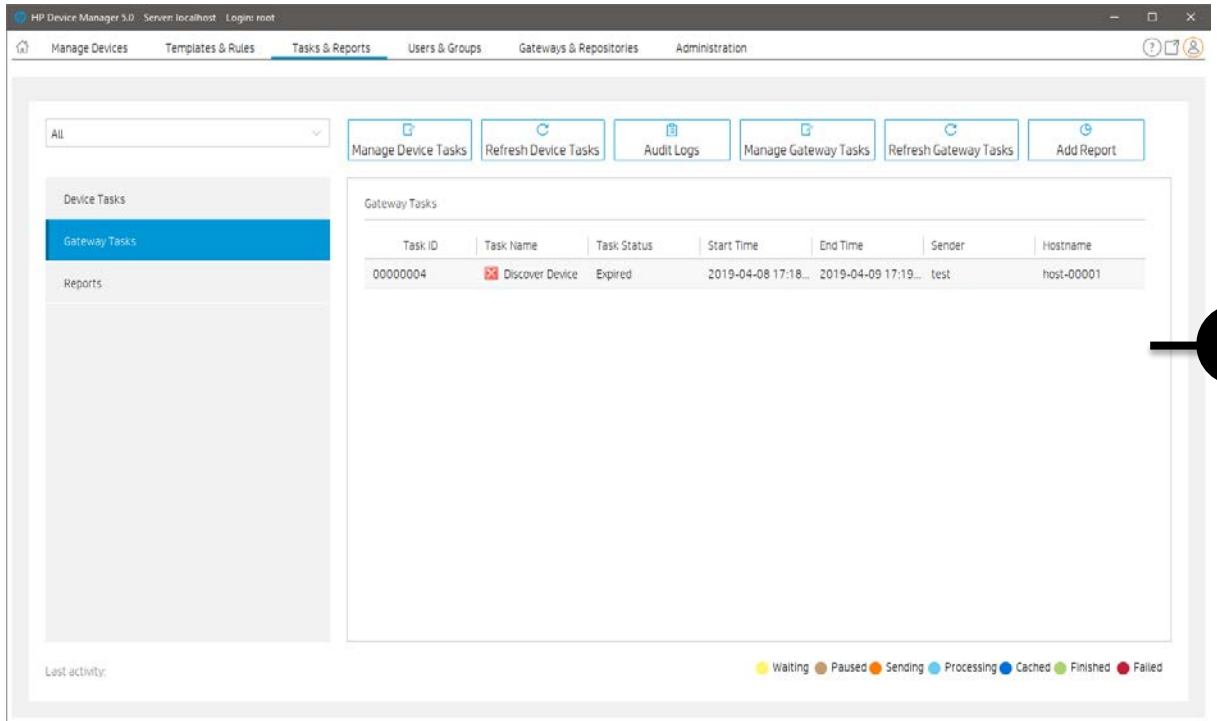 HP Device Manager 5.0 Server: localhost Login: root
Manage Devices Templates & Rules Tasks & Reports Users & Groups Gateways & Repositories Administration
All
Manage Device Tasks Refresh Device Tasks Audit Logs Manage Gateway Tasks Refresh Gateway Tasks Add Report
Device Tasks
Gateway Tasks
Reports
Gateway Tasks
Task ID Task Name Task Status Start Time End Time Sender Hostname
00000004 Discover Device Expired 2019-04-08 17:18... 2019-04-09 17:19... test host-00001
Last activity:
Waiting Paused Sending Processing Cached Finished Failed